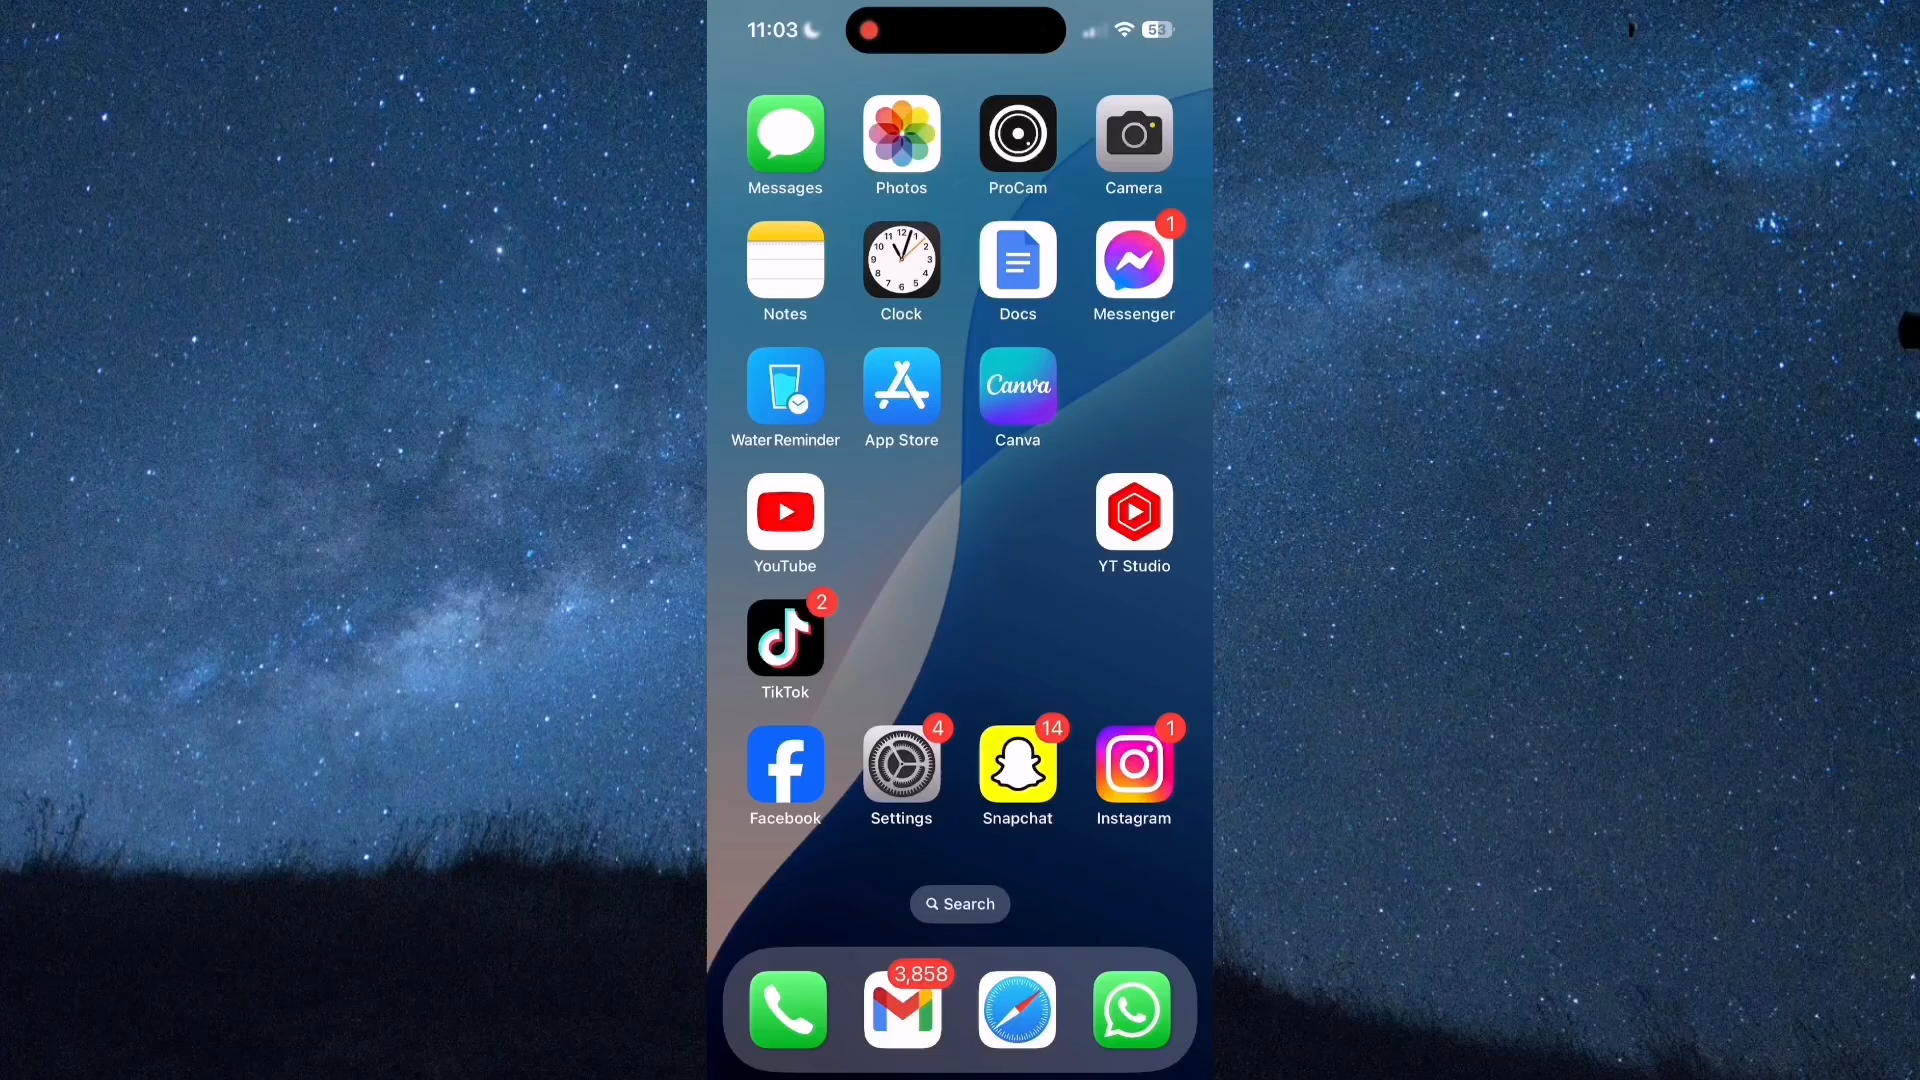 11:03 53
Messages Photos ProCam Camera
1
Notes Clock Docs Messenger
Canva
Water Reminder App Store Canva
YouTube YT Studio
2
TikTok
4 14 1
Facebook Settings Snapchat Instagram
Search
3,858